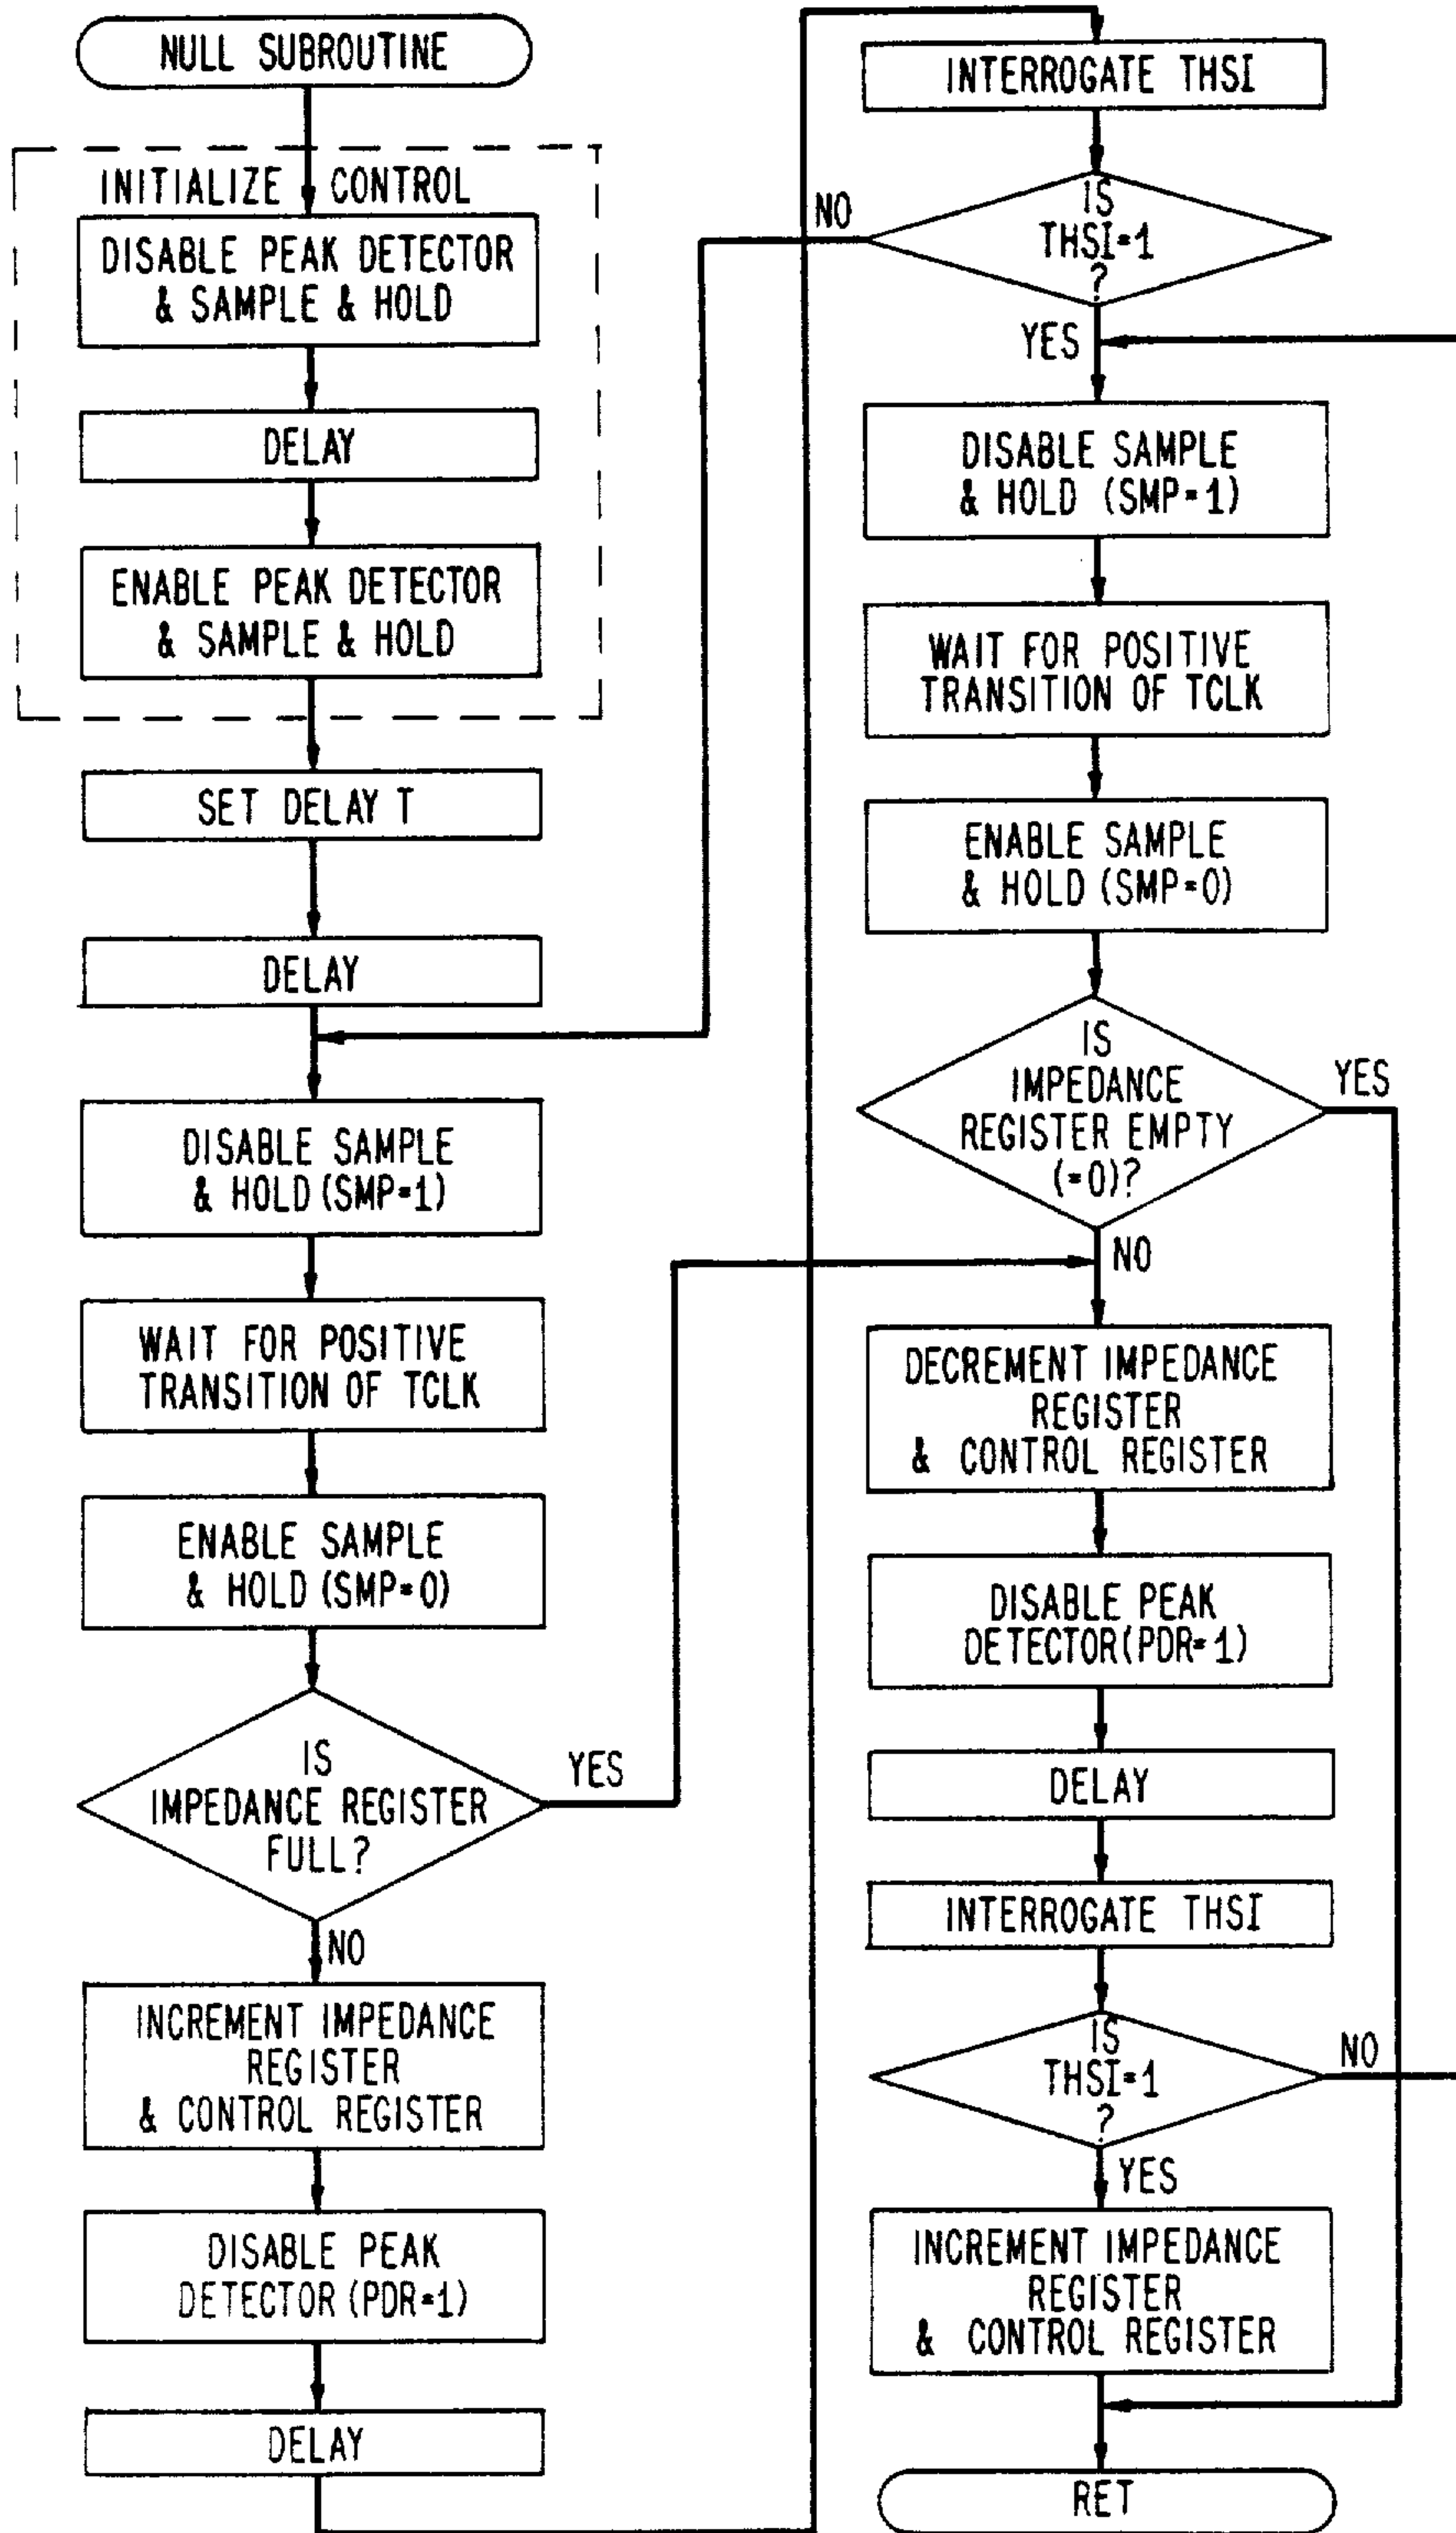 NULL SUBROUTINE
INITIALIZE CONTROL
DISABLE PEAK DETECTOR
& SAMPLE & HOLD
DELAY
ENABLE PEAK DETECTOR
& SAMPLE & HOLD
SET DELAY T
DELAY
DISABLE SAMPLE
& HOLD (SMP=1)
WAIT FOR POSITIVE
TRANSITION OF TCLK
ENABLE SAMPLE
& HOLD (SMP=0)
IS
IMPEDANCE REGISTER
FULL?
YES
NO
INCREMENT IMPEDANCE
REGISTER
& CONTROL REGISTER
DISABLE PEAK
DETECTOR (PDR=1)
DELAY
INTERROGATE THSI
IS
THSI=1
?
NO
YES
DISABLE SAMPLE
& HOLD (SMP=1)
WAIT FOR POSITIVE
TRANSITION OF TCLK
ENABLE SAMPLE
& HOLD (SMP=0)
IS
IMPEDANCE
REGISTER EMPTY
(=0)?
YES
NO
DECREMENT IMPEDANCE
REGISTER
& CONTROL REGISTER
DISABLE PEAK
DETECTOR (PDR=1)
DELAY
INTERROGATE THSI
IS
THSI=1
?
NO
YES
INCREMENT IMPEDANCE
REGISTER
& CONTROL REGISTER
RET